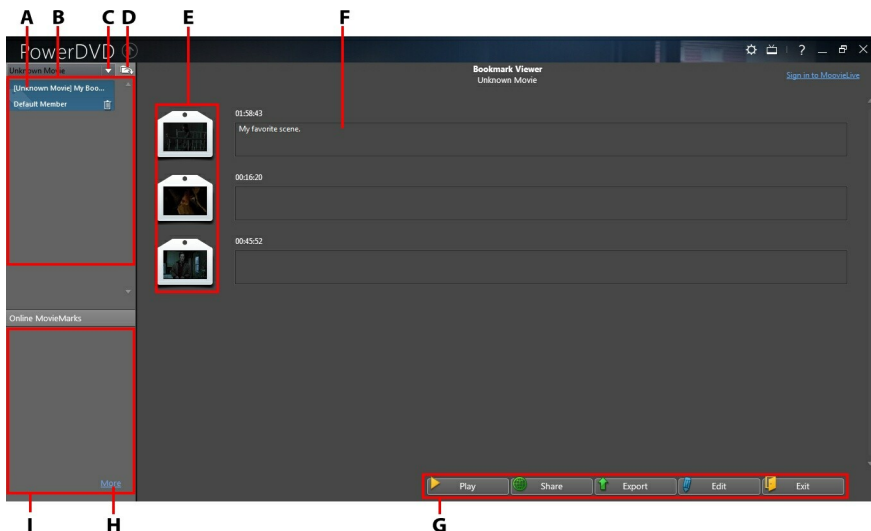 A B C D E F
PowerDVD
?
Unknown Movie
Bookmark Viewer
Unknown Movie
Sign in to MoovieLive
[Unknown Movie] My Boo...
Default Member
01:58:43
My favorite scene.
00:16:20
00:45:52
Online MovieMarks
More
Play Share Export Edit Exit
I H G